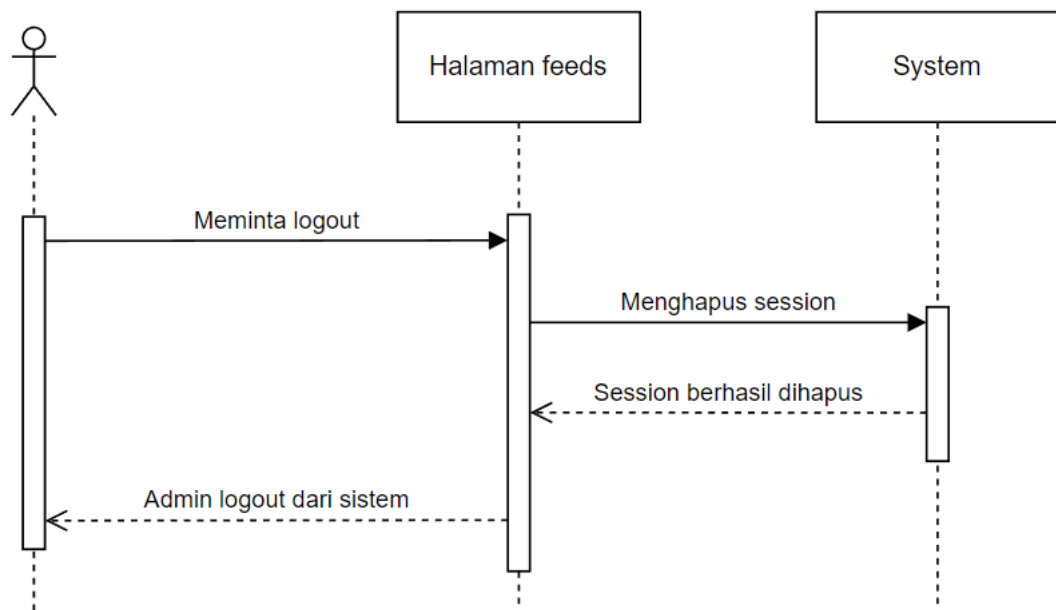 Halaman feeds
System
Meminta logout
Menghapus session
Session berhasil dihapus
Admin logout dari sistem